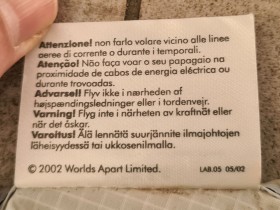 Attenzione! non farlo volare vicino alle linee
aeree di corrente o durante i temporali.
Atenção! Não faça voar o seu papagaio na
proximidade de cabos de energia eléctrica ou
durante trovoadas.
Advarsel! Flyv ikke i nærheden af
højspændingsledninger eller i tordenvejr.
Varning! Flyg inte i närheten av kraftnät eller
när det åskar.
Varoitus! Älä lennätä suurjännite ilmajohtojen
läheisyydessä tai ukkosenilmalla.
© 2002 Worlds Apart Limited. LAB.05 05/02